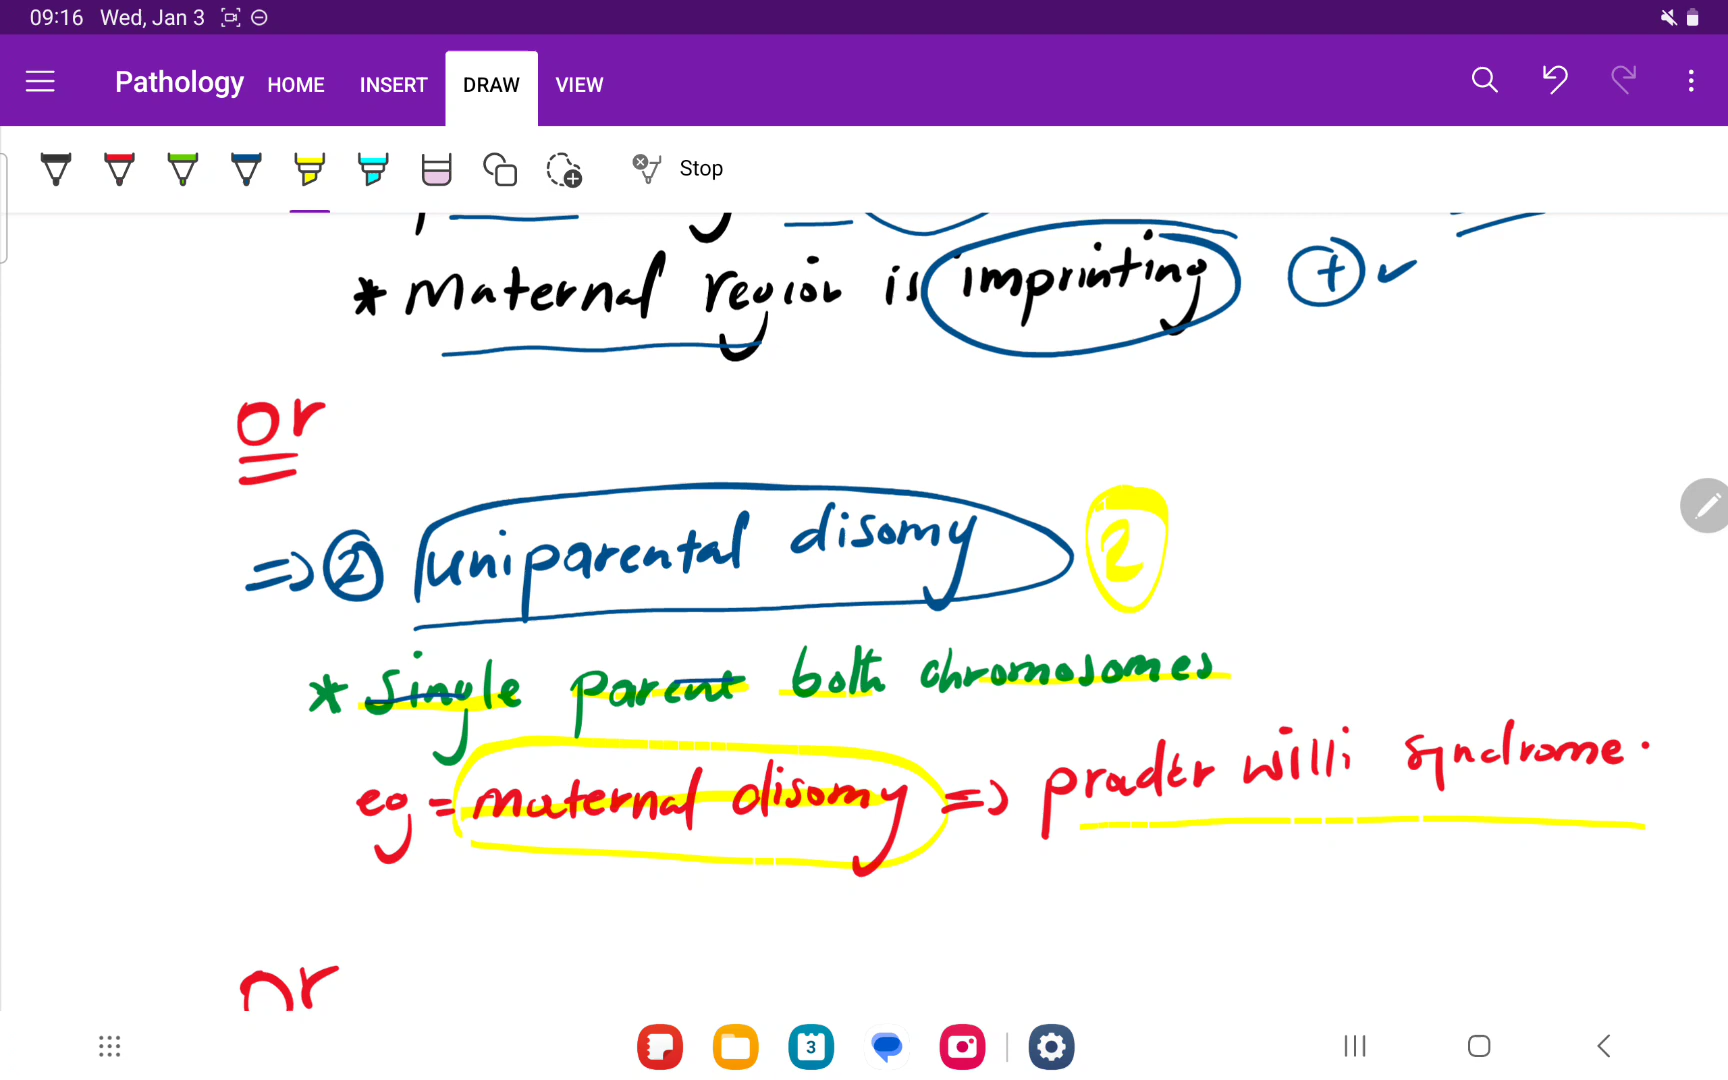 09:16 Wed, Jan 3
Pathology HOME INSERT DRAW VIEW
Stop
* Maternal region is imprinting +
or
=> 2 uniparental disomy 2
* Single parent both chromosomes
eg = maternal disomy => prader willi syndrome.
or
3